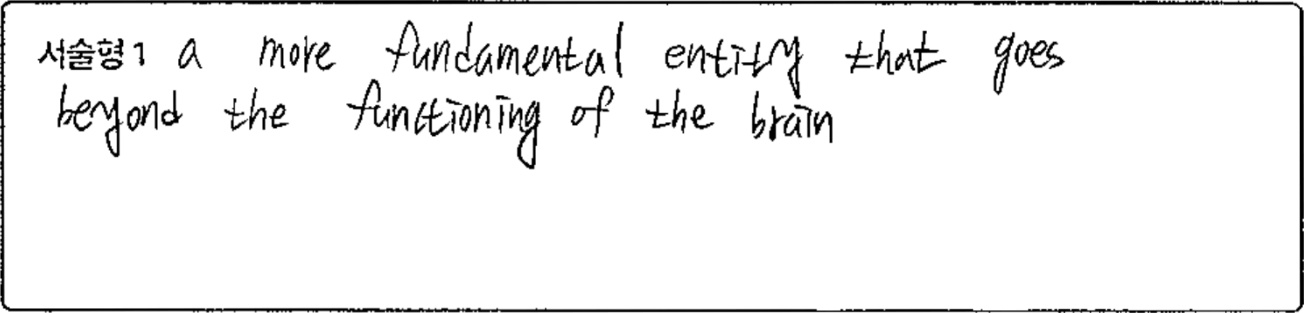 서술형 1 a more fundamental entity that goes
beyond the functioning of the brain